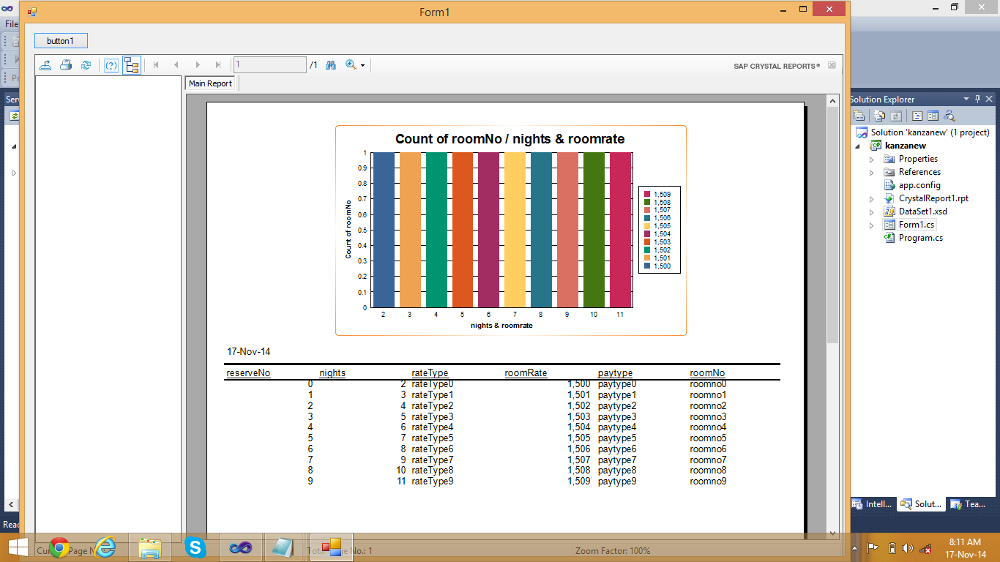 Form1
File
button1
1 /1
SAP CRYSTAL REPORTS®
Main Report
Count of roomNo / nights & roomrate
1
0.9
0.8
0.7
0.6
0.5
0.4
0.3
0.2
0.1
0
Count of roomNo
2 3 4 5 6 7 8 9 10 11
nights & roomrate
1,509
1,508
1,507
1,506
1,505
1,504
1,503
1,502
1,501
1,500
17-Nov-14
reserveNo nights rateType roomRate paytype roomNo
0 2 rateType0 1,500 paytype0 roomno0
1 3 rateType1 1,501 paytype1 roomno1
2 4 rateType2 1,502 paytype2 roomno2
3 5 rateType3 1,503 paytype3 roomno3
4 6 rateType4 1,504 paytype4 roomno4
5 7 rateType5 1,505 paytype5 roomno5
6 8 rateType6 1,506 paytype6 roomno6
7 9 rateType7 1,507 paytype7 roomno7
8 10 rateType8 1,508 paytype8 roomno8
9 11 rateType9 1,509 paytype9 roomno9
Solution Explorer
Solution 'kanzanew' (1 project)
kanzanew
Properties
References
app.config
CrystalReport1.rpt
DataSet1.xsd
Form1.cs
Program.cs
Intell... Solut... Tea...
Ser
Read
Page No.: 1
Zoom Factor: 100%
8:11 AM
17-Nov-14